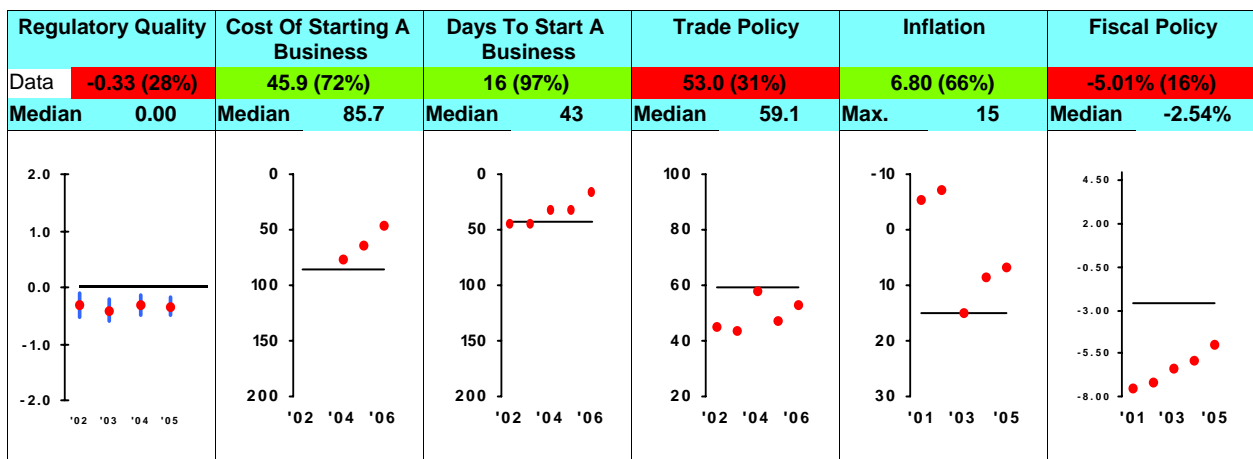 Regulatory Quality
Cost Of Starting A
Business
Days To Start A
Business
Trade Policy
Inflation
Fiscal Policy
Data -0.33 (28%) 45.9 (72%) 16 (97%) 53.0 (31%) 6.80 (66%) -5.01% (16%)
Median 0.00 Median 85.7 Median 43 Median 59.1 Max. 15 Median -2.54%
2.0
1.0
0.0
-1.0
-2.0
'02 '03 '04 '05
0
50
100
150
200
'02 '04 '06
0
50
100
150
200
'02 '04 '06
100
80
60
40
20
'02 '04 '06
-10
0
10
20
30
'01 '03 '05
4.50
2.00
-0.50
-3.00
-5.50
-8.00
'01 '03 '05